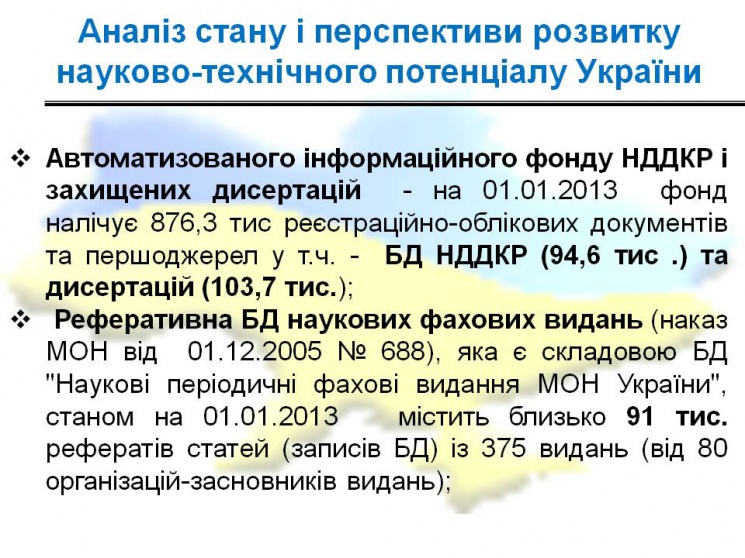 Аналіз стану і перспективи розвитку
науково-технічного потенціалу України
❖ Автоматизованого інформаційного фонду НДДКР і
захищених дисертацій - на 01.01.2013 фонд
налічує 876,3 тис реєстраційно-облікових документів
та першоджерел у т.ч. - БД НДДКР (94,6 тис .) та
дисертацій (103,7 тис.);
❖ Реферативна БД наукових фахових видань (наказ
МОН від 01.12.2005 № 688), яка є складовою БД
"Наукові періодичні фахові видання МОН України",
станом на 01.01.2013 містить близько 91 тис.
рефератів статей (записів БД) із 375 видань (від 80
організацій-засновників видань);